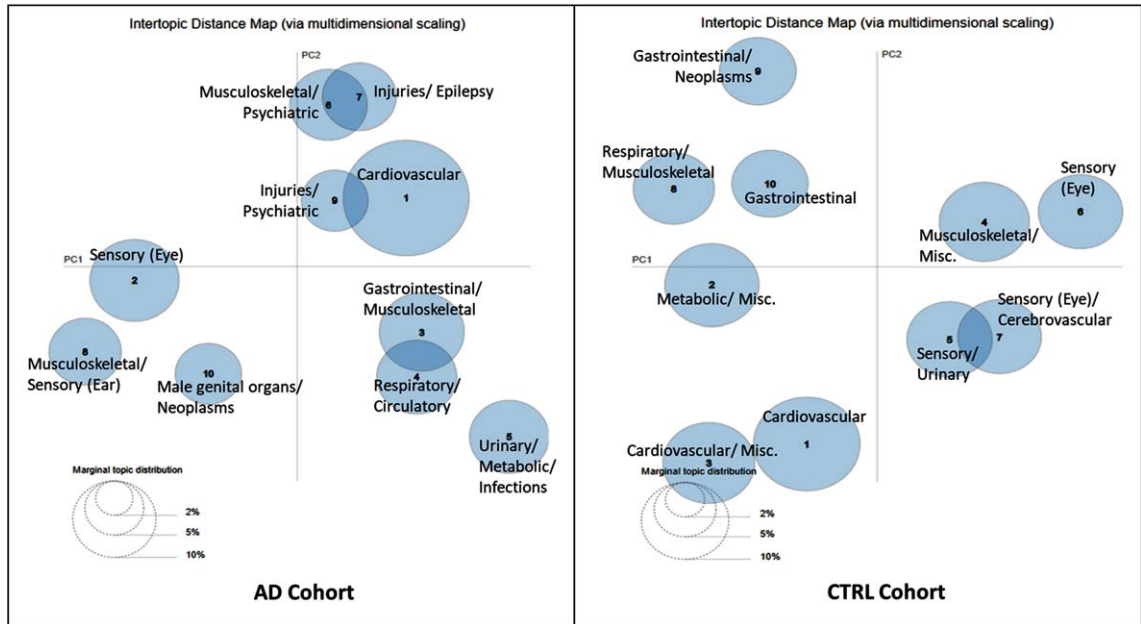 Intertopic Distance Map (via multidimensional scaling)
PC2
Musculoskeletal/
Psychiatric
6
7
Injuries/ Epilepsy
Injuries/
Psychiatric
9
Cardiovascular
1
PC1
Sensory (Eye)
2
Gastrointestinal/
Musculoskeletal
3
8
Musculoskeletal/
Sensory (Ear)
10
Male genital organs/
Neoplasms
4
Respiratory/
Circulatory
5
Urinary/
Metabolic/
Infections
Marginal topic distribution
2%
5%
10%
AD Cohort
Intertopic Distance Map (via multidimensional scaling)
PC2
Gastrointestinal/
Neoplasms
9
Respiratory/
Musculoskeletal
8
10
Gastrointestinal
Sensory
(Eye)
6
4
Musculoskeletal/
Misc.
PC1
2
Metabolic/ Misc.
Sensory (Eye)/
Cerebrovascular
5
7
Sensory/
Urinary
Cardiovascular
1
Cardiovascular/ Misc.
3
Marginal topic distribution
2%
5%
10%
CTRL Cohort